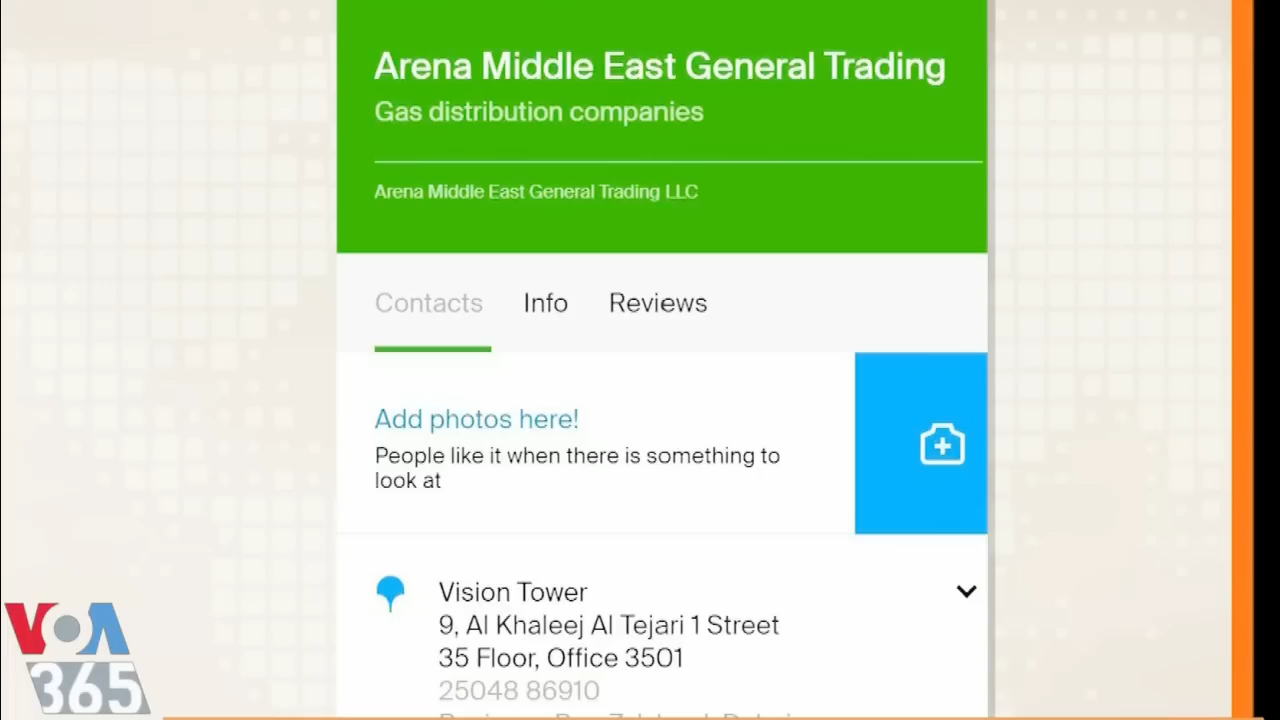 Arena Middle East General Trading
Gas distribution companies
Arena Middle East General Trading LLC
Contacts Info Reviews
Add photos here!
People like it when there is something to
look at
Vision Tower
9, Al Khaleej Al Tejari 1 Street
35 Floor, Office 3501
25048 86910
VOA
365